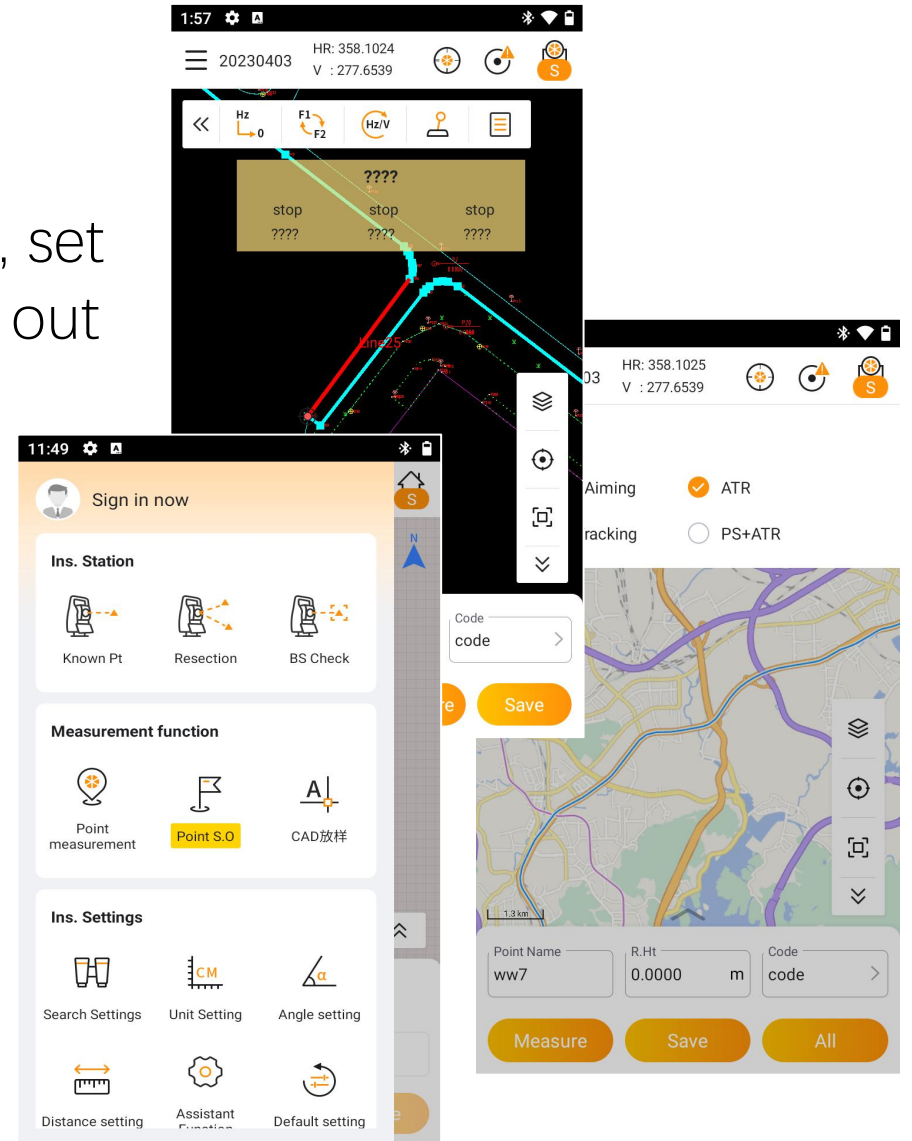 , set
out
1:57
20230403
HR: 358.1024
V : 277.6539
S
Hz
0
F1
F2
Hz/V
????
stop stop stop
???? ???? ????
Line25
Code
code
re
Save
03
HR: 358.1025
V : 277.6539
S
Aiming
ATR
racking
PS+ATR
1.3 km
Point Name
ww7
R.Ht
0.0000 m
Code
code
Measure
Save
All
11:49
Sign in now
S
N
Ins. Station
Known Pt
Resection
BS Check
Measurement function
Point
measurement
Point S.O
A
CAD放样
Ins. Settings
Search Settings
CM
Unit Setting
α
Angle setting
Distance setting
Assistant
Function
Default setting
e